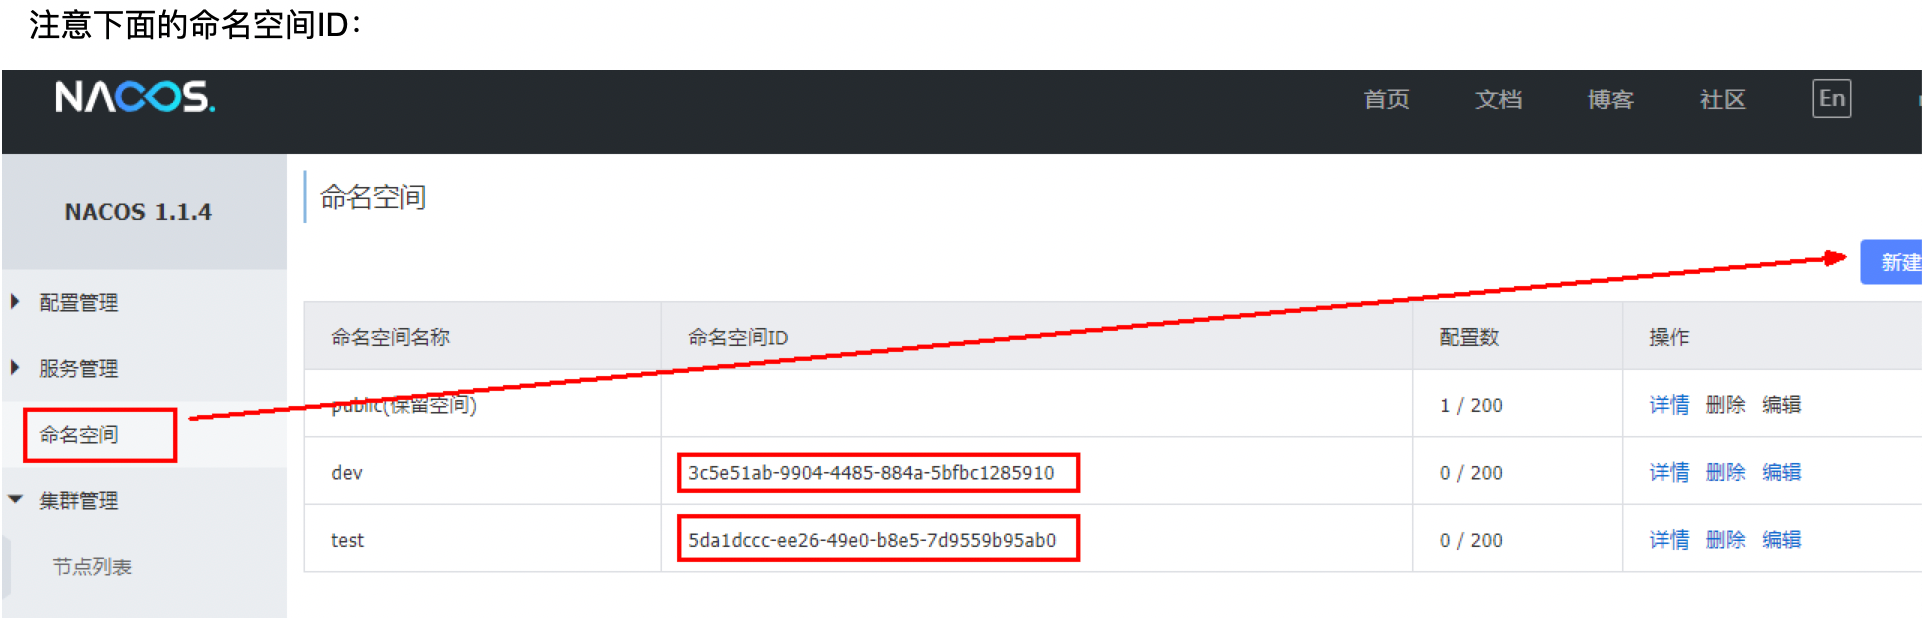 注意下面的命名空间ID：
NACOS.
首页 文档 博客 社区 En
NACOS 1.1.4
命名空间
新建
配置管理
服务管理
命名空间
集群管理
节点列表
命名空间名称 命名空间ID 配置数 操作
public(保留空间) 1 / 200 详情 删除 编辑
dev 3c5e51ab-9904-4485-884a-5bfbc1285910 0 / 200 详情 删除 编辑
test 5da1dccc-ee26-49e0-b8e5-7d9559b95ab0 0 / 200 详情 删除 编辑